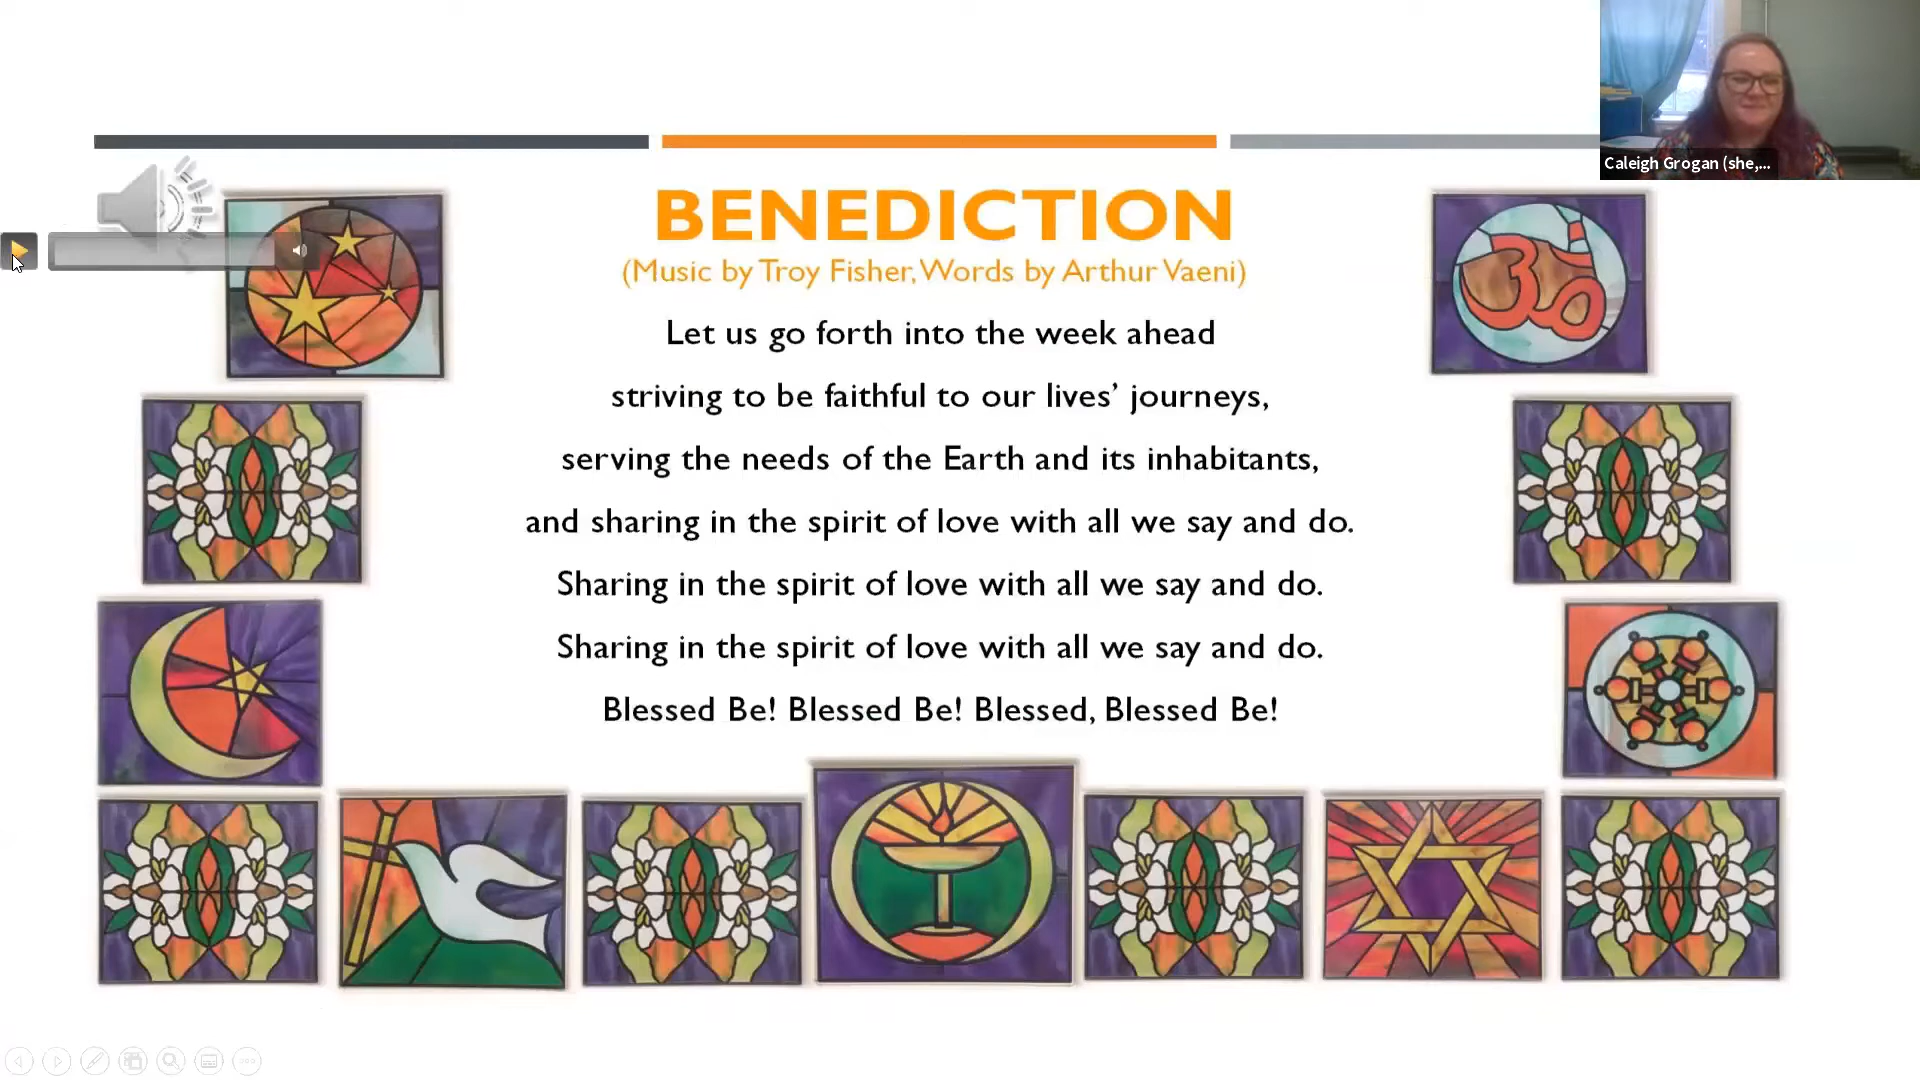 Caleigh Grogan (she,...
BENEDICTION
(Music by Troy Fisher, Words by Arthur Vaeni)
Let us go forth into the week ahead
striving to be faithful to our lives’ journeys,
serving the needs of the Earth and its inhabitants,
and sharing in the spirit of love with all we say and do.
Sharing in the spirit of love with all we say and do.
Sharing in the spirit of love with all we say and do.
Blessed Be! Blessed Be! Blessed, Blessed Be!